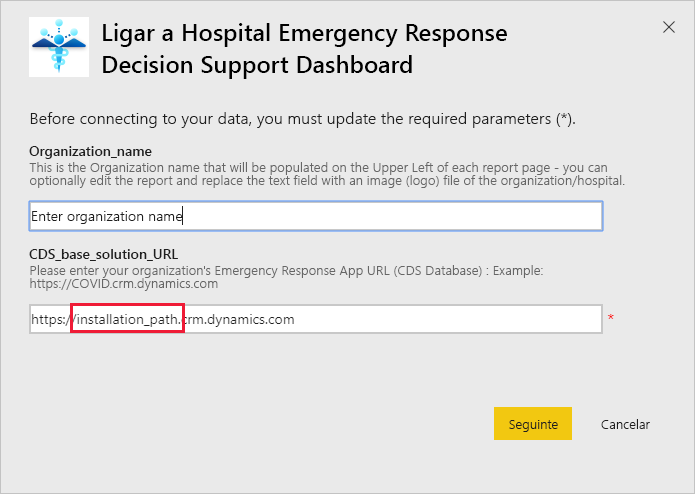 Ligar a Hospital Emergency Response
Decision Support Dashboard
Before connecting to your data, you must update the required parameters (*).
Organization_name
This is the Organization name that will be populated on the Upper Left of each report page - you can
optionally edit the report and replace the text field with an image (logo) file of the organization/hospital.
Enter organization name
CDS_base_solution_URL
Please enter your organization's Emergency Response App URL (CDS Database) : Example:
https://COVID.crm.dynamics.com
https://installation_path.crm.dynamics.com *
Seguinte Cancelar